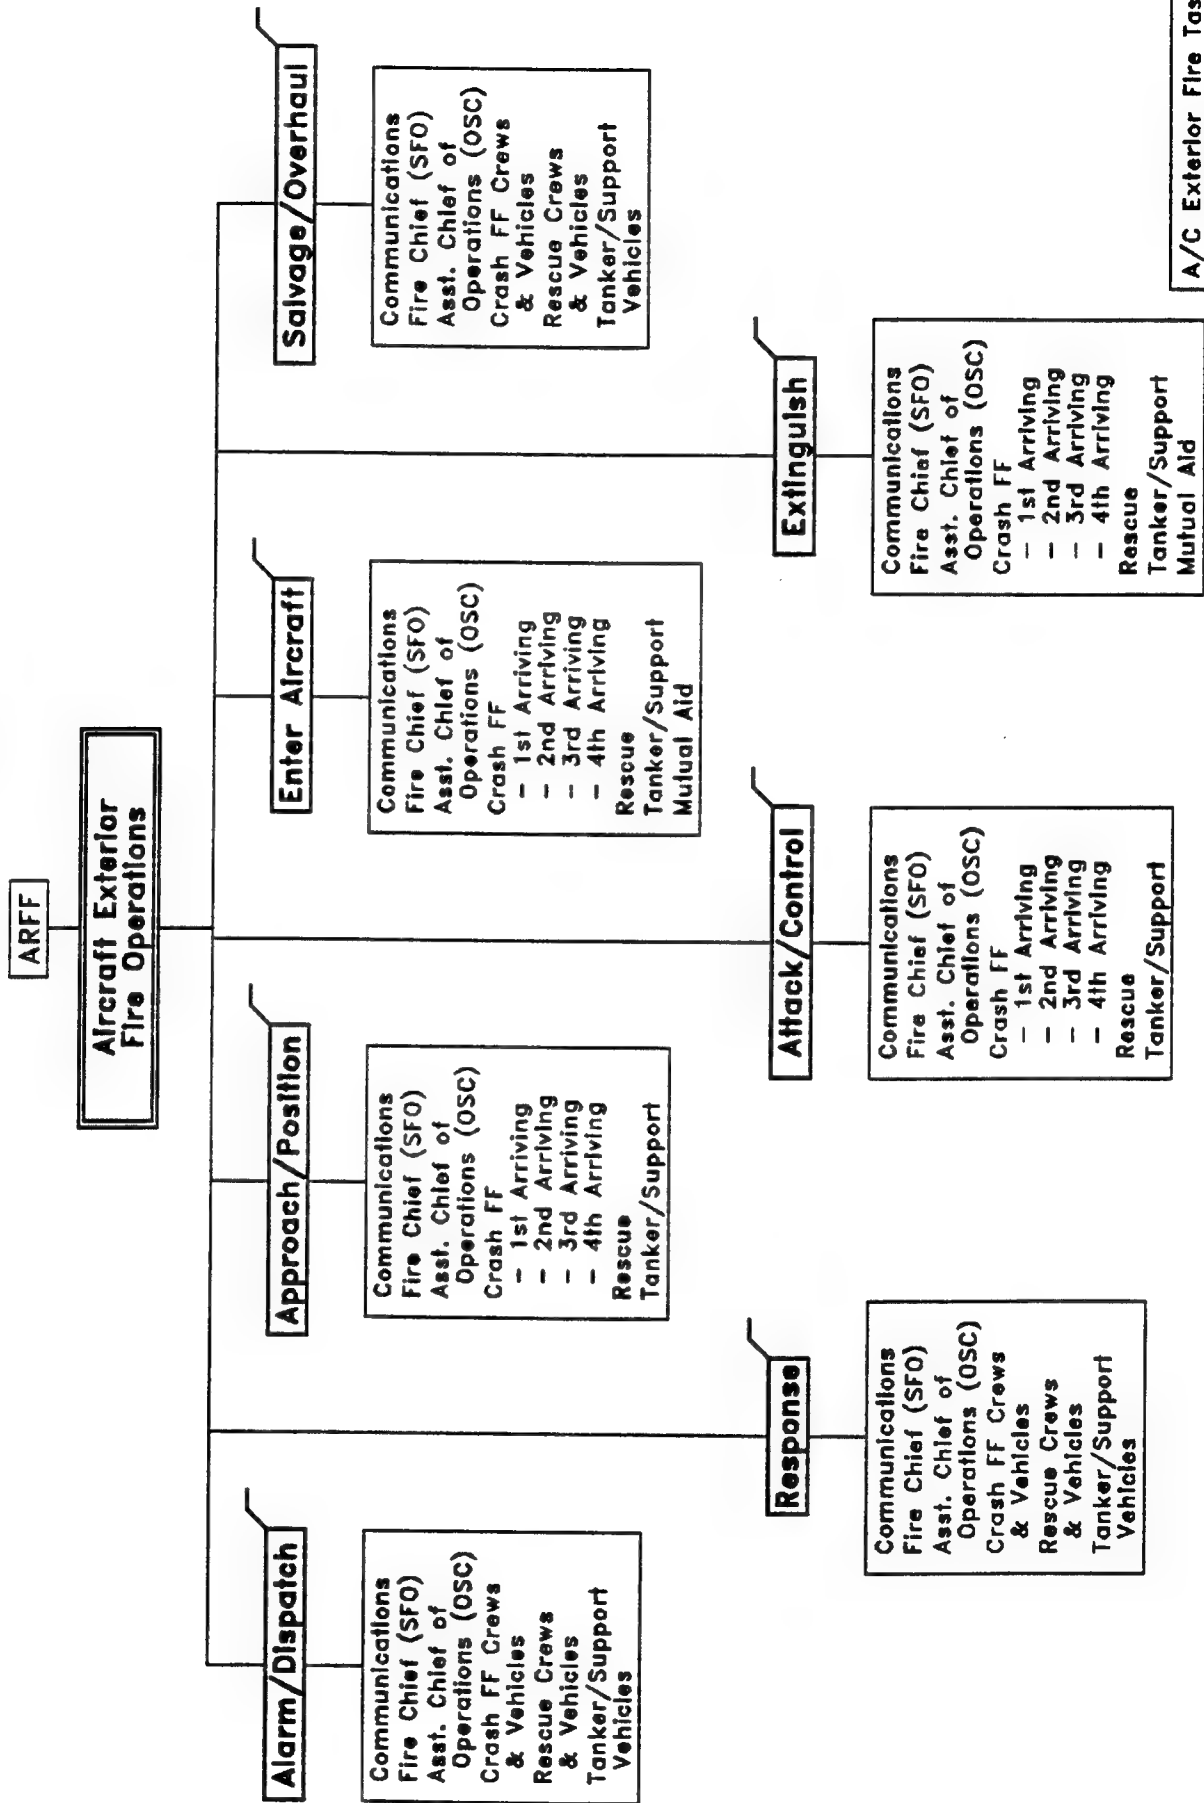 ARFF
Aircraft Exterior
Fire Operations
Alarm/Dispatch
Communications
Fire Chief (SFO)
Asst. Chief of
Operations (OSC)
Crash FF Crews
& Vehicles
Rescue Crews
& Vehicles
Tanker/Support
Vehicles
Response
Communications
Fire Chief (SFO)
Asst. Chief of
Operations (OSC)
Crash FF Crews
& Vehicles
Rescue Crews
& Vehicles
Tanker/Support
Vehicles
Approach/Position
Communications
Fire Chief (SFO)
Asst. Chief of
Operations (OSC)
Crash FF
- 1st Arriving
- 2nd Arriving
- 3rd Arriving
- 4th Arriving
Rescue
Tanker/Support
Attack/Control
Communications
Fire Chief (SFO)
Asst. Chief of
Operations (OSC)
Crash FF
- 1st Arriving
- 2nd Arriving
- 3rd Arriving
- 4th Arriving
Rescue
Tanker/Support
Enter Aircraft
Communications
Fire Chief (SFO)
Asst. Chief of
Operations (OSC)
Crash FF
- 1st Arriving
- 2nd Arriving
- 3rd Arriving
- 4th Arriving
Rescue
Tanker/Support
Mutual Aid
Extinguish
Communications
Fire Chief (SFO)
Asst. Chief of
Operations (OSC)
Crash FF
- 1st Arriving
- 2nd Arriving
- 3rd Arriving
- 4th Arriving
Rescue
Tanker/Support
Mutual Aid
Salvage/Overhaul
Communications
Fire Chief (SFO)
Asst. Chief of
Operations (OSC)
Crash FF Crews
& Vehicles
Rescue Crews
& Vehicles
Tanker/Support
Vehicles
A/C Exterior Fire Tas